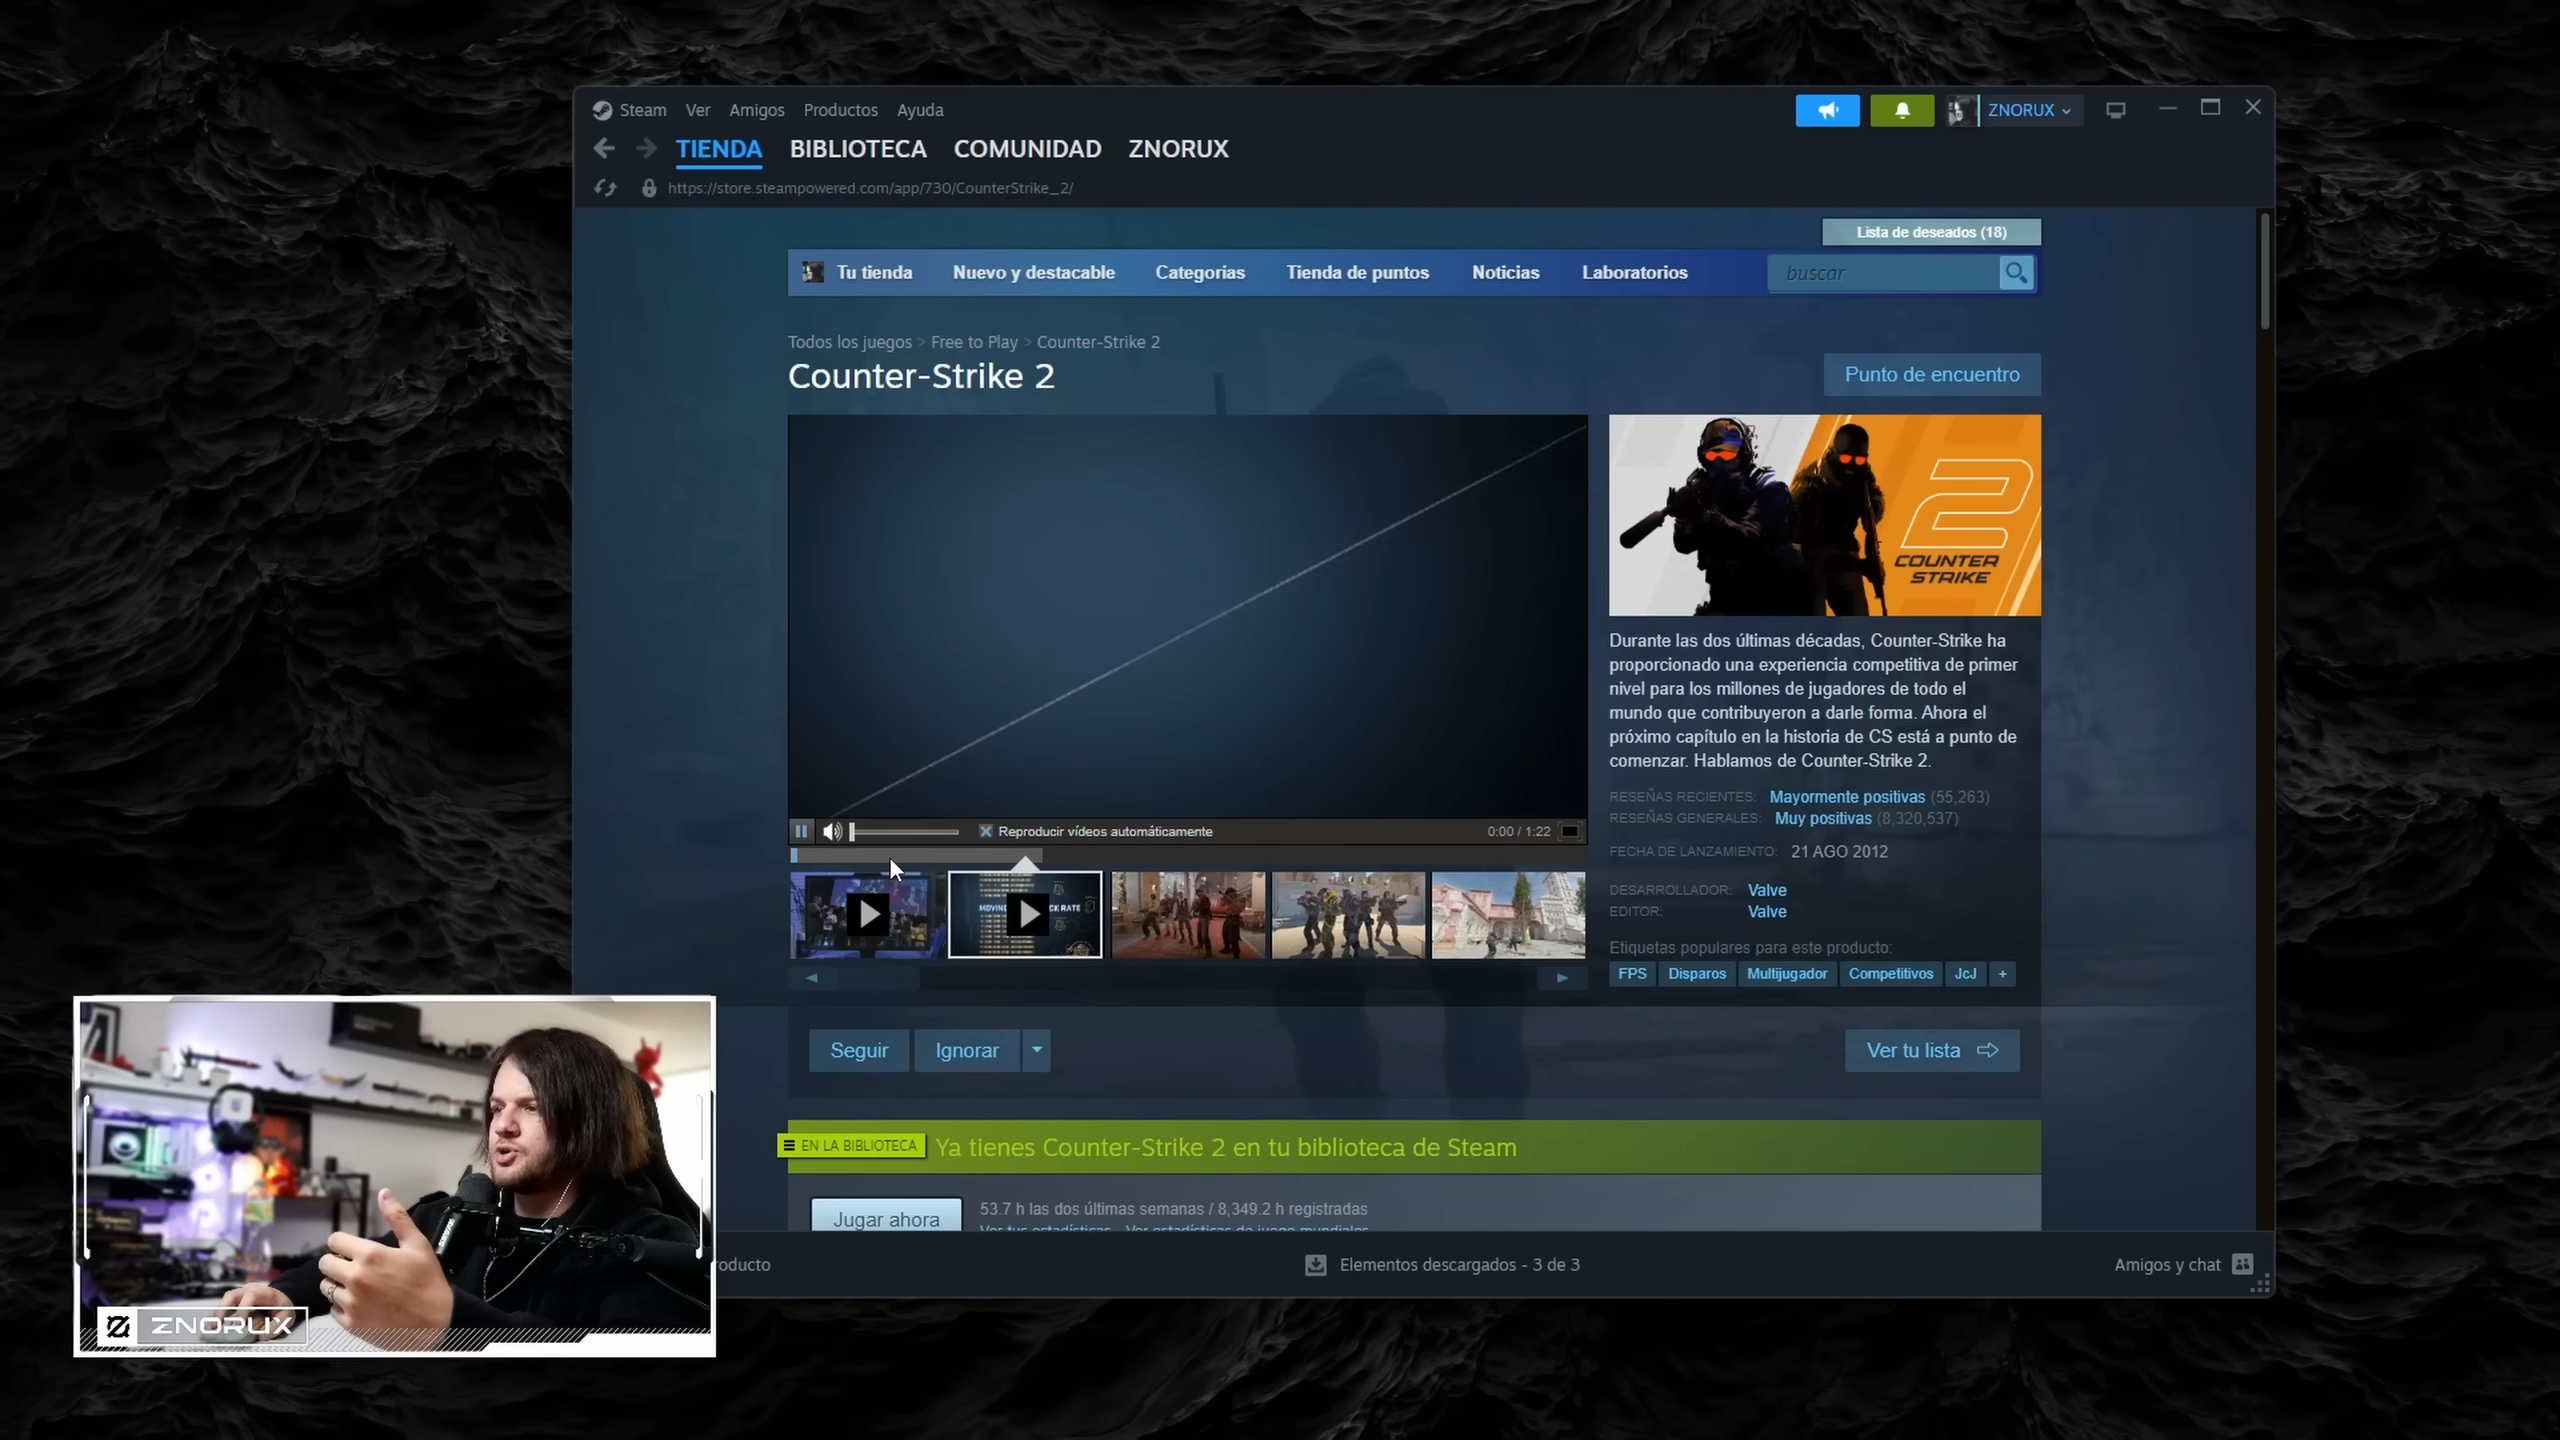 Steam Ver Amigos Productos Ayuda
ZNORUX
TIENDA BIBLIOTECA COMUNIDAD ZNORUX
https://store.steampowered.com/app/730/CounterStrike_2/
Lista de deseados (18)
Tu tienda Nuevo y destacable Categorías Tienda de puntos Noticias Laboratorios
buscar
Todos los juegos > Free to Play > Counter-Strike 2
Counter-Strike 2
Punto de encuentro
2
COUNTER
STRIKE
Durante las dos últimas décadas, Counter-Strike ha
proporcionado una experiencia competitiva de primer
nivel para los millones de jugadores de todo el
mundo que contribuyeron a darle forma. Ahora el
próximo capítulo en la historia de CS está a punto de
comenzar. Hablamos de Counter-Strike 2.
RESEÑAS RECIENTES: Mayormente positivas (55,263)
RESEÑAS GENERALES: Muy positivas (8,320,537)
FECHA DE LANZAMIENTO: 21 AGO 2012
DESARROLLADOR: Valve
EDITOR: Valve
Etiquetas populares para este producto:
FPS Disparos Multijugador Competitivos JcJ +
Reproducir vídeos automáticamente
0:00 / 1:22
Seguir Ignorar
Ver tu lista
EN LA BIBLIOTECA
Ya tienes Counter-Strike 2 en tu biblioteca de Steam
Jugar ahora
53.7 h las dos últimas semanas / 8,349.2 h registradas
Ver tus estadísticas Ver estadísticas de juego mundiales
roducto
Elementos descargados - 3 de 3
Amigos y chat
ZNORUX